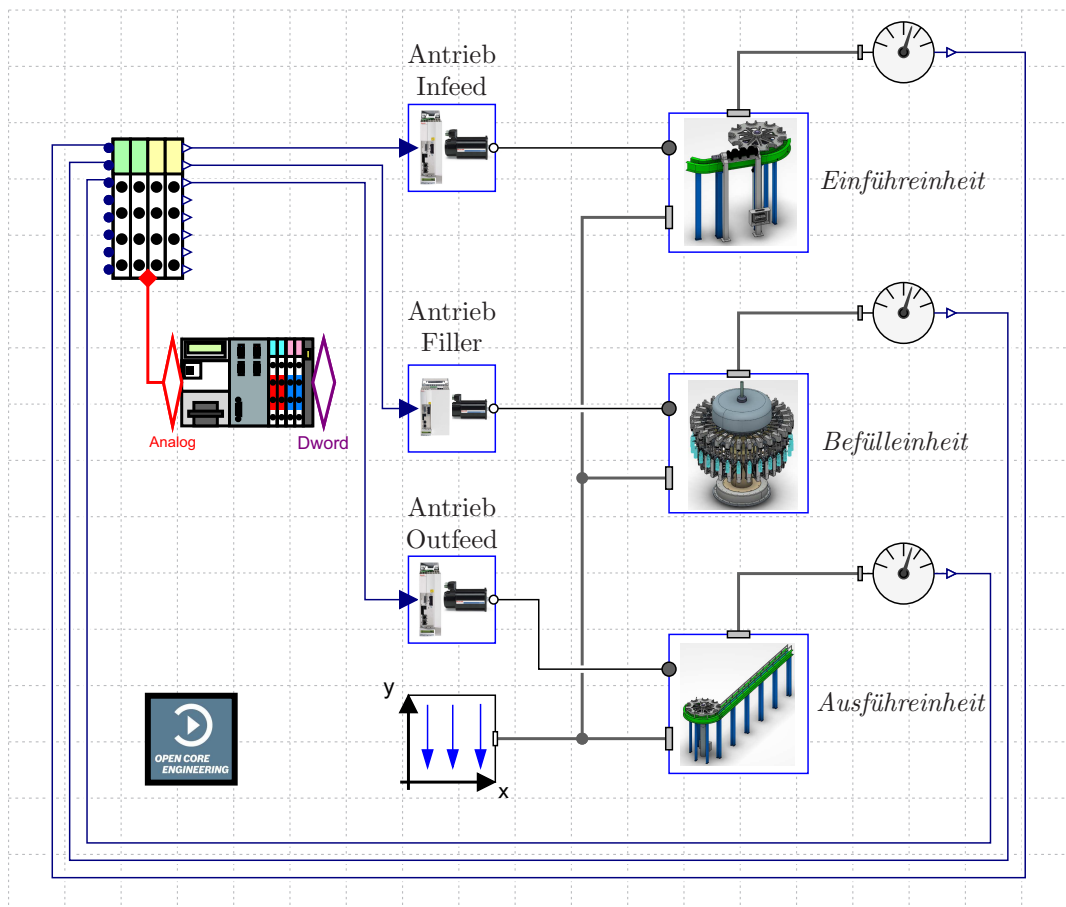 Antrieb
Infeed
Einführeinheit
Analog
Dword
Antrieb
Filler
Befülleinheit
Antrieb
Outfeed
Ausführeinheit
y
x
OPEN CORE
ENGINEERING